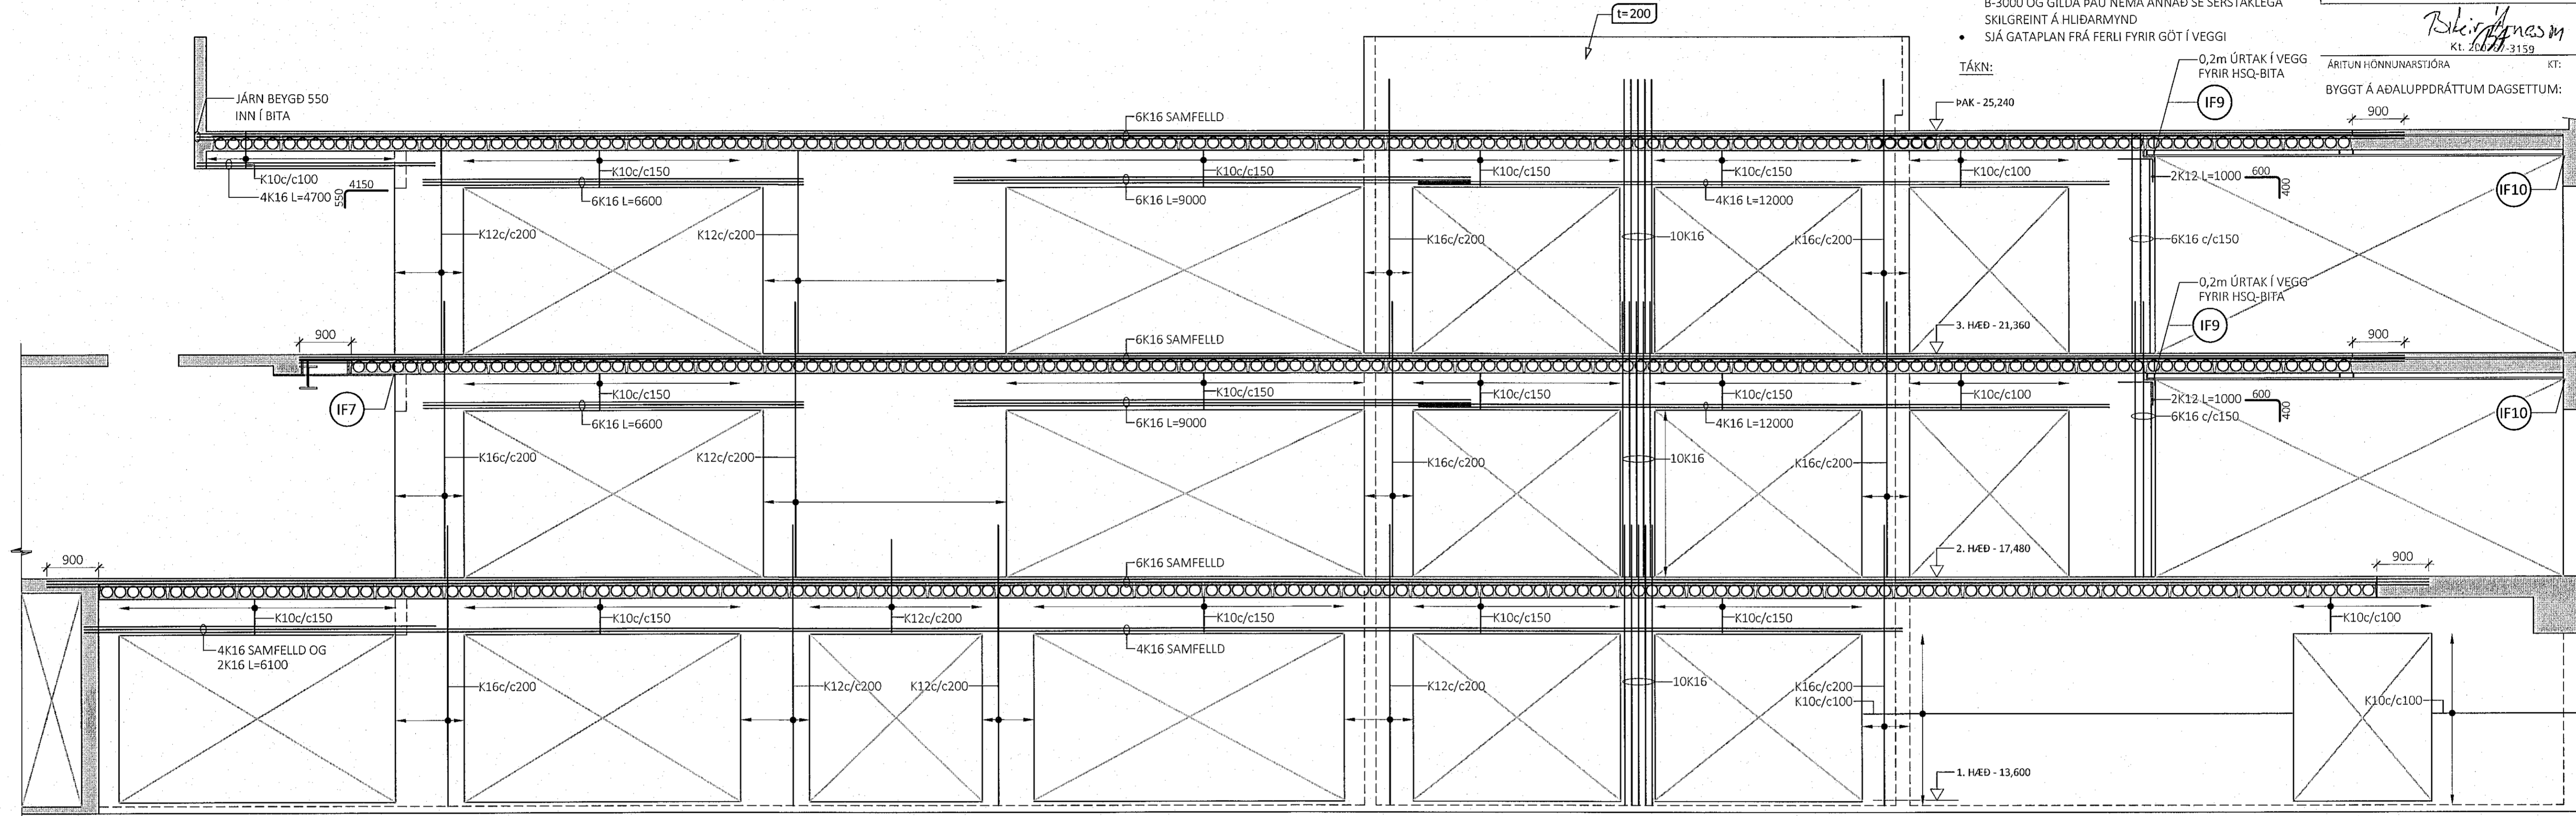 B-3000 OG GILDA ÞAU NEMA ANNAÐ SÉ SÉRSTAKLEGA
SKILGREINT Á HLIÐARMYND
• SJÁ GATAPLAN FRÁ FERLI FYRIR GÖT Í VEGGI
TÁKN:
ÁRITUN HÖNNUNARSTJÓRA KT:
BYGGT Á AÐALUPPDRÁTTUM DAGSETTUM:
t=200
JÁRN BEYGÐ 550
INN Í BITA
6K16 SAMFELLD
ÞAK - 25,240
0,2m ÚRTAK Í VEGG
FYRIR HSQ-BITA
IF9
900
K10c/c100
4K16 L=4700
550
4150
K10c/c150
6K16 L=6600
K10c/c150
6K16 L=9000
K10c/c150
K10c/c150
4K16 L=12000
K10c/c100
2K12 L=1000
600
400
IF10
K12c/c200
K12c/c200
K16c/c200
10K16
K16c/c200
6K16 c/c150
0,2m ÚRTAK Í VEGG
FYRIR HSQ-BITA
IF9
900
900
6K16 SAMFELLD
3. HÆÐ - 21,360
IF7
K10c/c150
6K16 L=6600
K10c/c150
6K16 L=9000
K10c/c150
K10c/c150
4K16 L=12000
K10c/c100
2K12 L=1000
600
400
6K16 c/c150
IF10
K16c/c200
K12c/c200
K16c/c200
10K16
K16c/c200
900
6K16 SAMFELLD
2. HÆÐ - 17,480
900
K10c/c150
4K16 SAMFELLD OG
2K16 L=6100
K10c/c150
K12c/c200
K10c/c150
4K16 SAMFELLD
K10c/c150
K10c/c150
K10c/c100
K16c/c200
K12c/c200
K12c/c200
K12c/c200
10K16
K16c/c200
K10c/c100
K10c/c100
1. HÆÐ - 13,600